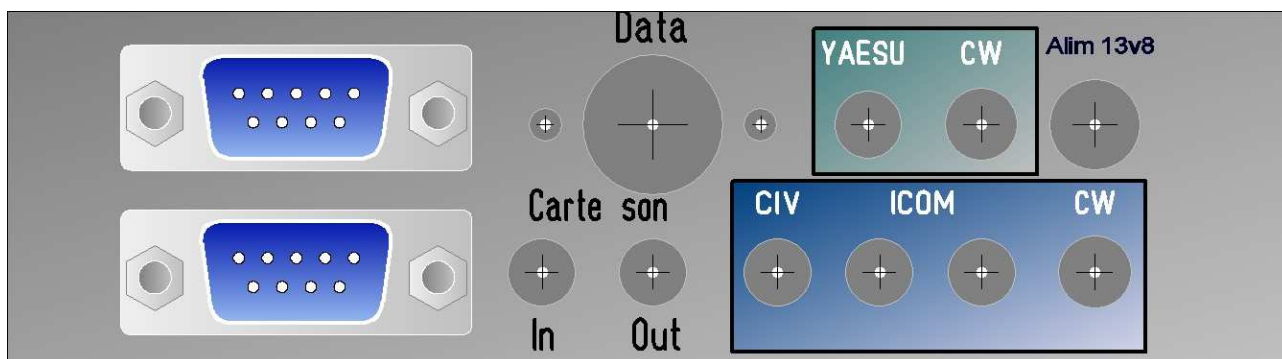 Data
YAESU CW
Alim 13v8
Carte son
CIV ICOM CW
In Out